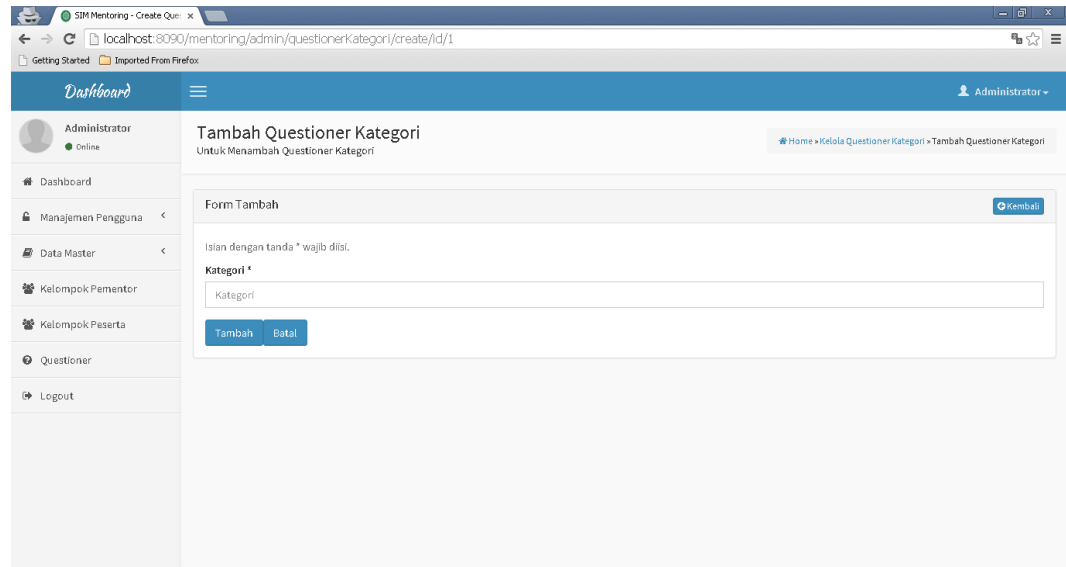 SIM Mentoring - Create Que: x
localhost:8090/mentoring/admin/questionerKategori/create/id/1
Getting Started Imported From Firefox
Dashboard
Administrator
Administrator
Online
Tambah Questioner Kategori
Untuk Menambah Questioner Kategori
Home » Kelola Questioner Kategori » Tambah Questioner Kategori
Dashboard
Manajemen Pengguna
Data Master
Kelompok Pementor
Kelompok Peserta
Questioner
Logout
Form Tambah
Kembali
Isian dengan tanda * wajib diisi.
Kategori *
Kategori
Tambah Batal